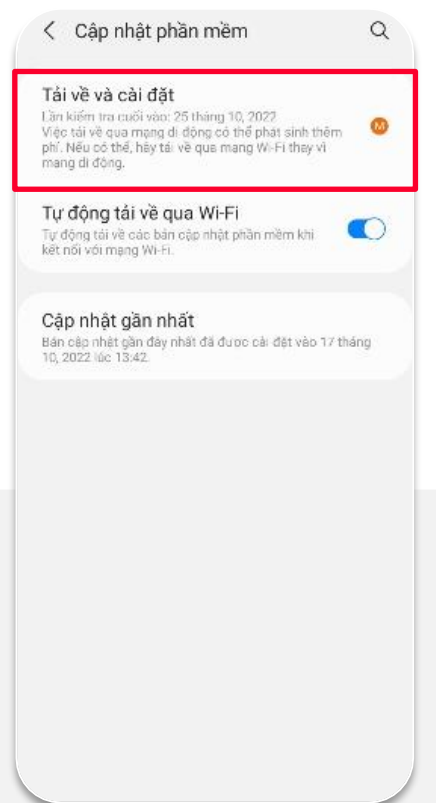 Cập nhật phần mềm
Tải về và cài đặt
Lần kiểm tra cuối vào: 25 tháng 10, 2022
Việc tải về qua mạng di động có thể phát sinh thêm
phí. Nếu có thể, hãy tải về qua mạng Wi-Fi thay vì
mạng di động.
M
Tự động tải về qua Wi-Fi
Tự động tải về các bản cập nhật phần mềm khi
kết nối với mạng Wi-Fi.
Cập nhật gần nhất
Bản cập nhật gần đây nhất đã được cài đặt vào 17 tháng
10, 2022 lúc 13:42.